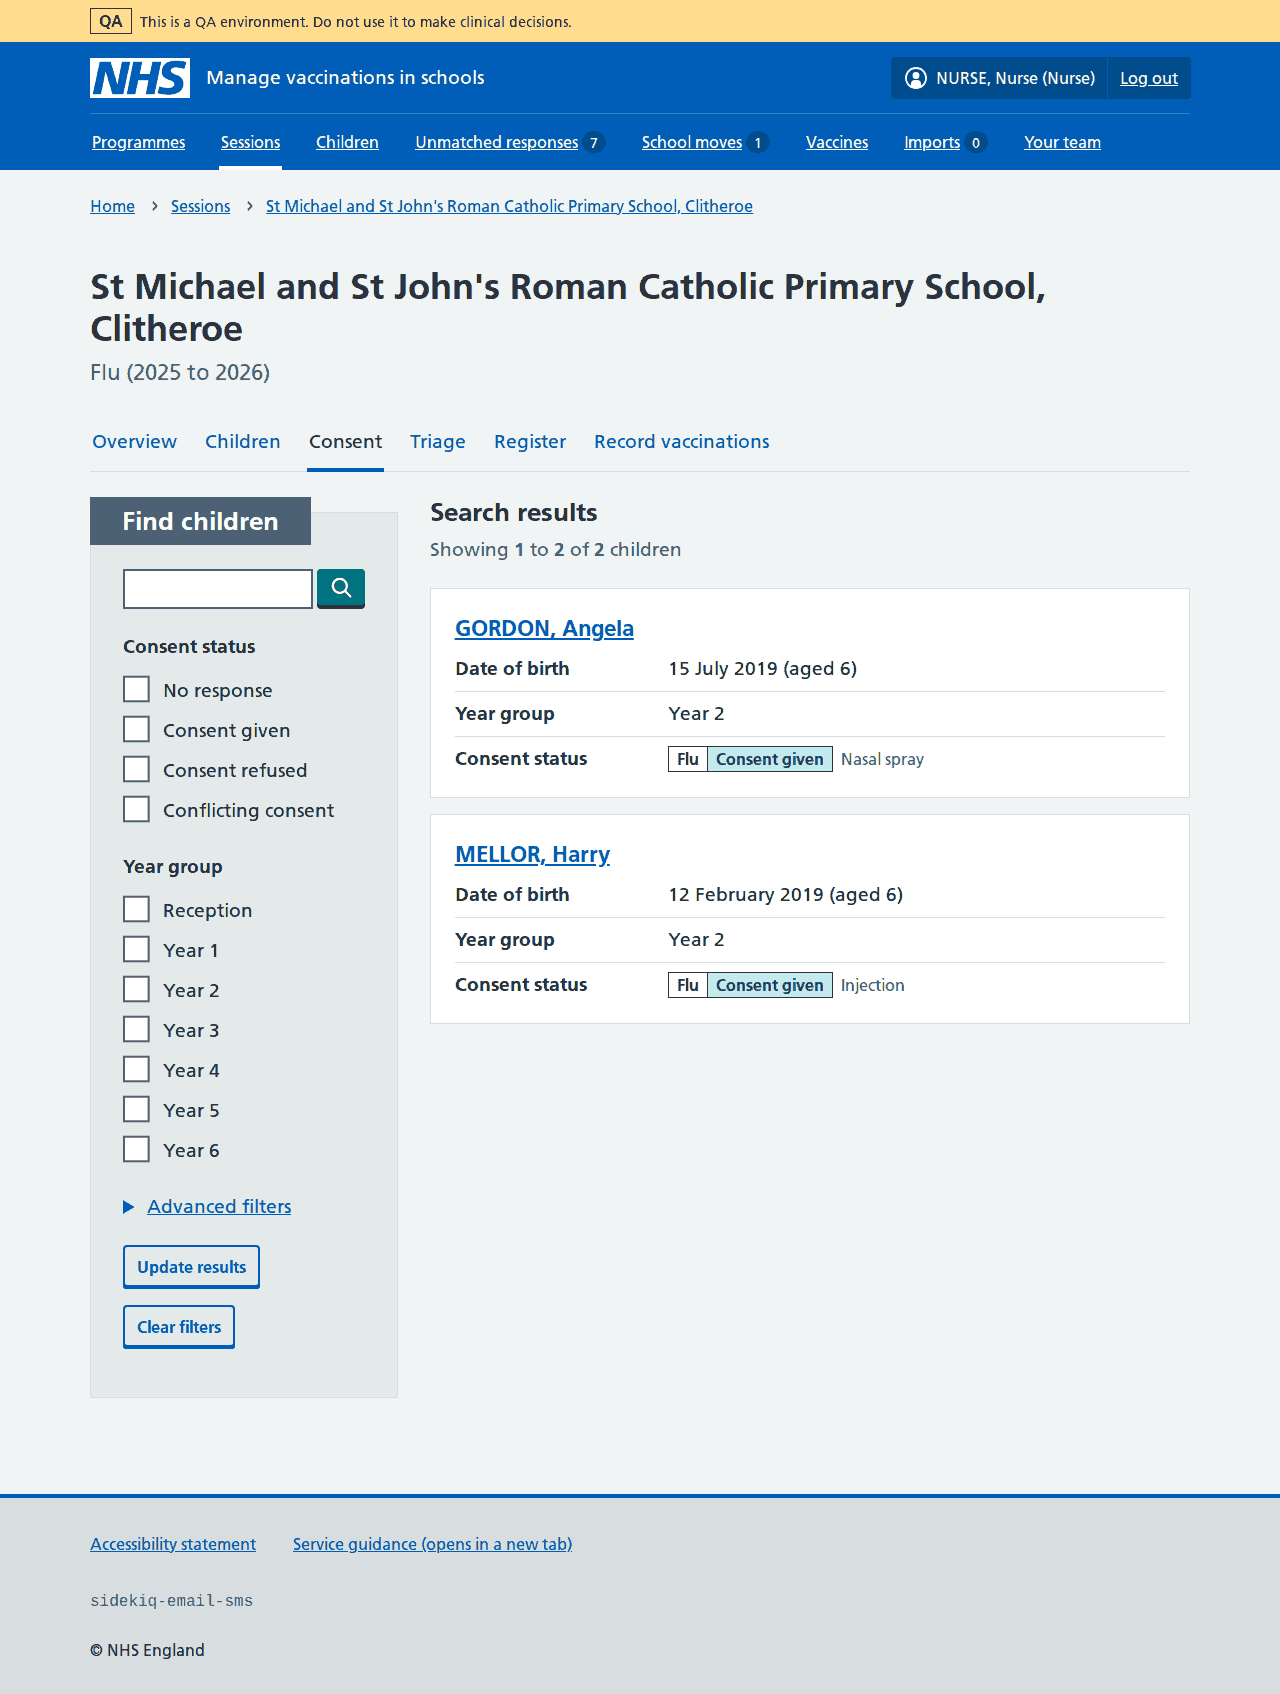 QA This is a QA environment. Do not use it to make clinical decisions.
NHS Manage vaccinations in schools NURSE, Nurse (Nurse) Log out
Programmes Sessions Children Unmatched responses 7 School moves 1 Vaccines Imports 0 Your team
Home Sessions St Michael and St John's Roman Catholic Primary School, Clitheroe
St Michael and St John's Roman Catholic Primary School,
Clitheroe
Flu (2025 to 2026)
Overview Children Consent Triage Register Record vaccinations
Find children
Consent status
No response
Consent given
Consent refused
Conflicting consent
Year group
Reception
Year 1
Year 2
Year 3
Year 4
Year 5
Year 6
Advanced filters
Update results
Clear filters
Search results
Showing 1 to 2 of 2 children
GORDON, Angela
Date of birth 15 July 2019 (aged 6)
Year group Year 2
Consent status Flu Consent given Nasal spray
MELLOR, Harry
Date of birth 12 February 2019 (aged 6)
Year group Year 2
Consent status Flu Consent given Injection
Accessibility statement Service guidance (opens in a new tab)
sidekiq-email-sms
© NHS England